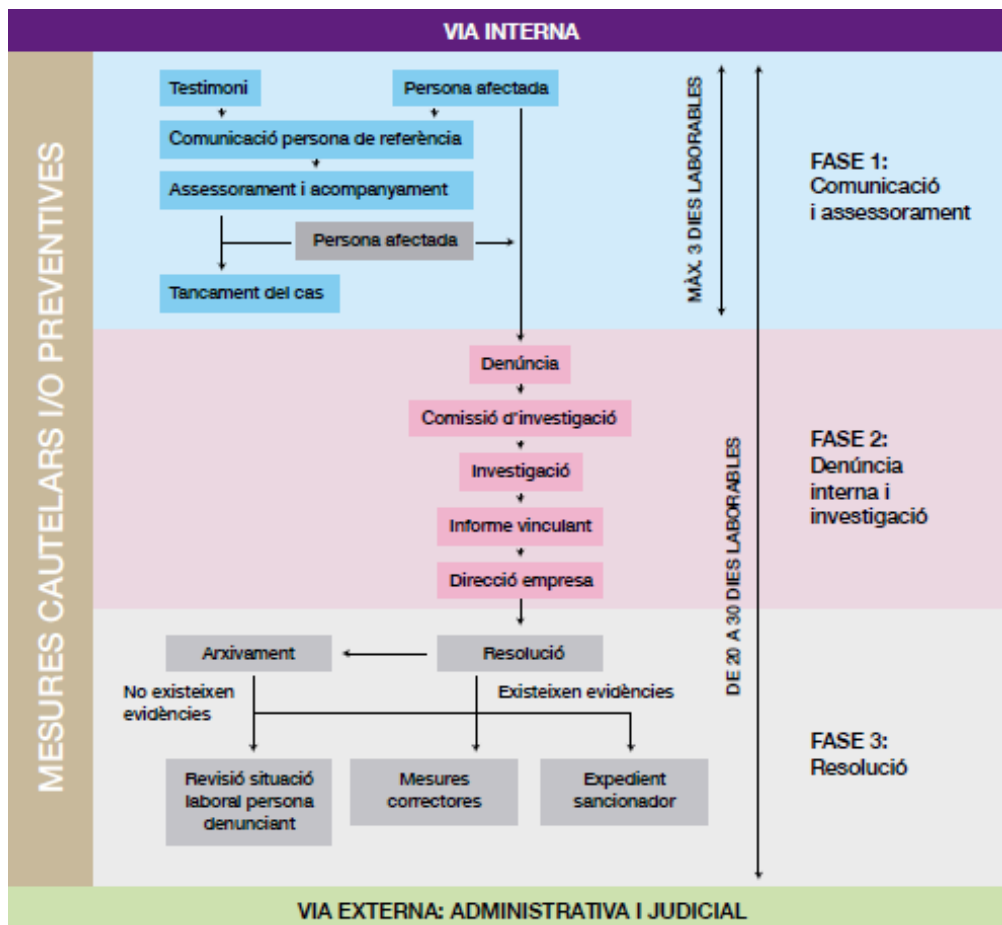 VIA INTERNA
MESURES CAUTELARS I/O PREVENTIVES
Testimoni
Persona afectada
Comunicació persona de referència
Assessorament i acompanyament
Persona afectada
Tancament del cas
MÀX. 3 DIES LABORABLES
FASE 1:
Comunicació
i assessorament
Denúncia
Comissió d'investigació
Investigació
Informe vinculant
Direcció empresa
DE 20 A 30 DIES LABORABLES
FASE 2:
Denúncia
interna i
investigació
Arxivament
Resolució
No existeixen
evidències
Existeixen evidències
Revisió situació
laboral persona
denunciant
Mesures
correctores
Expedient
sancionador
FASE 3:
Resolució
VIA EXTERNA: ADMINISTRATIVA I JUDICIAL